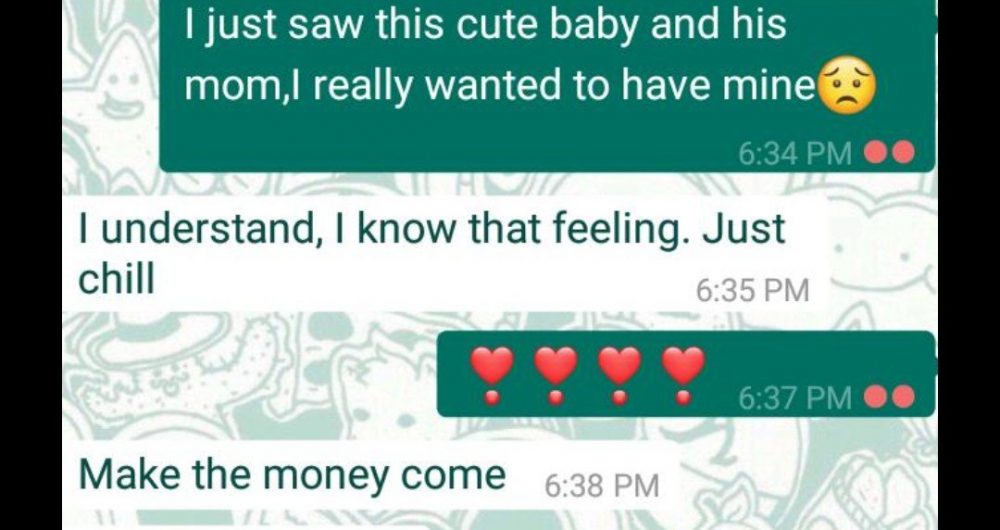 I just saw this cute baby and his
mom,I really wanted to have mine😟
6:34 PM
I understand, I know that feeling. Just
chill
6:35 PM
❣❣❣❣
6:37 PM
Make the money come
6:38 PM